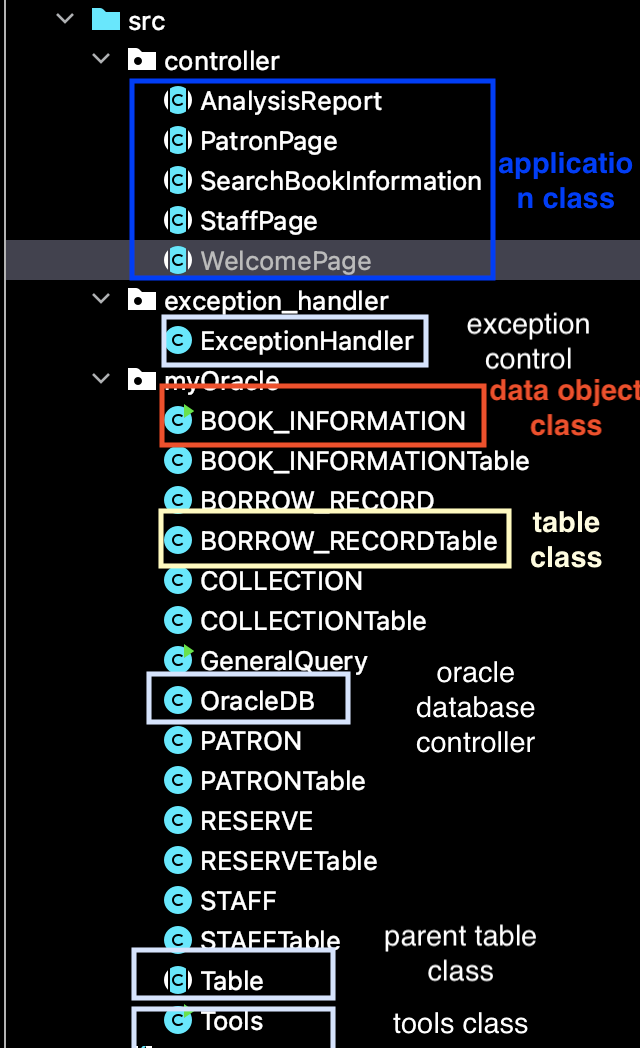 src
controller
AnalysisReport
PatronPage
SearchBookInformation
StaffPage
WelcomePage
applicatio
n class
exception_handler
ExceptionHandler
exception
control
myOracle
data object
class
BOOK_INFORMATION
BOOK_INFORMATIONTable
BORROW_RECORD
BORROW_RECORDTable
table
class
COLLECTION
COLLECTIONTable
GeneralQuery
OracleDB
oracle
database
controller
PATRON
PATRONTable
RESERVE
RESERVETable
STAFF
STAFFTable
Table
parent table
class
Tools
tools class